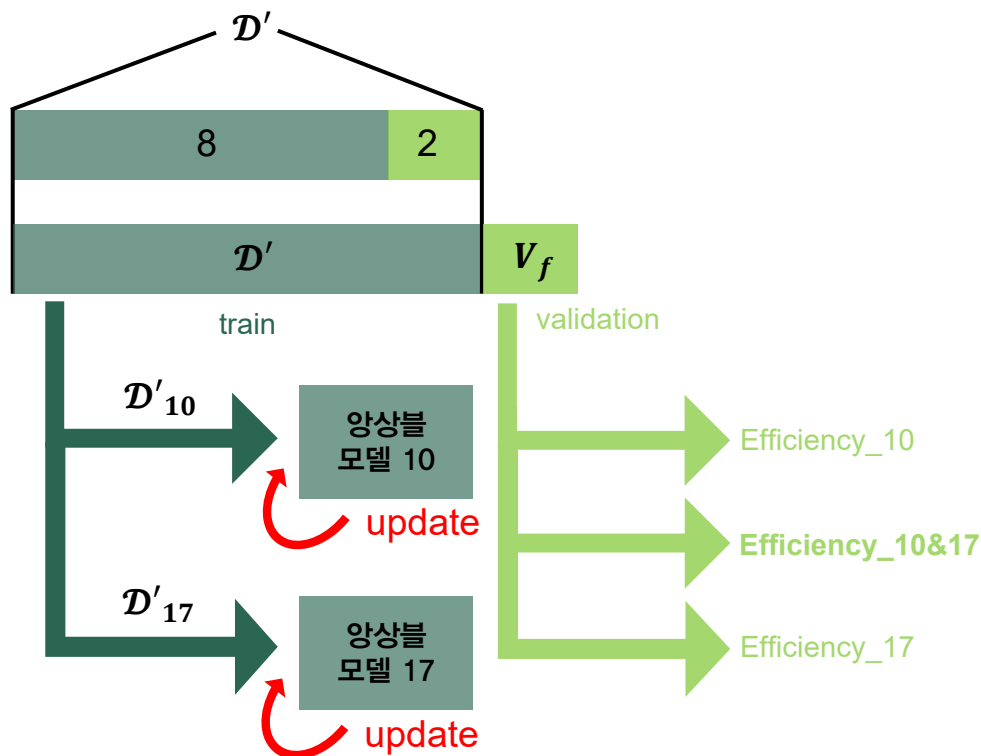 𝒟′
8
2
𝒟′
V_f
train
validation
𝒟′₁₀
앙상블
모델 10
update
Efficiency_10
Efficiency_10&17
𝒟′₁₇
앙상블
모델 17
update
Efficiency_17